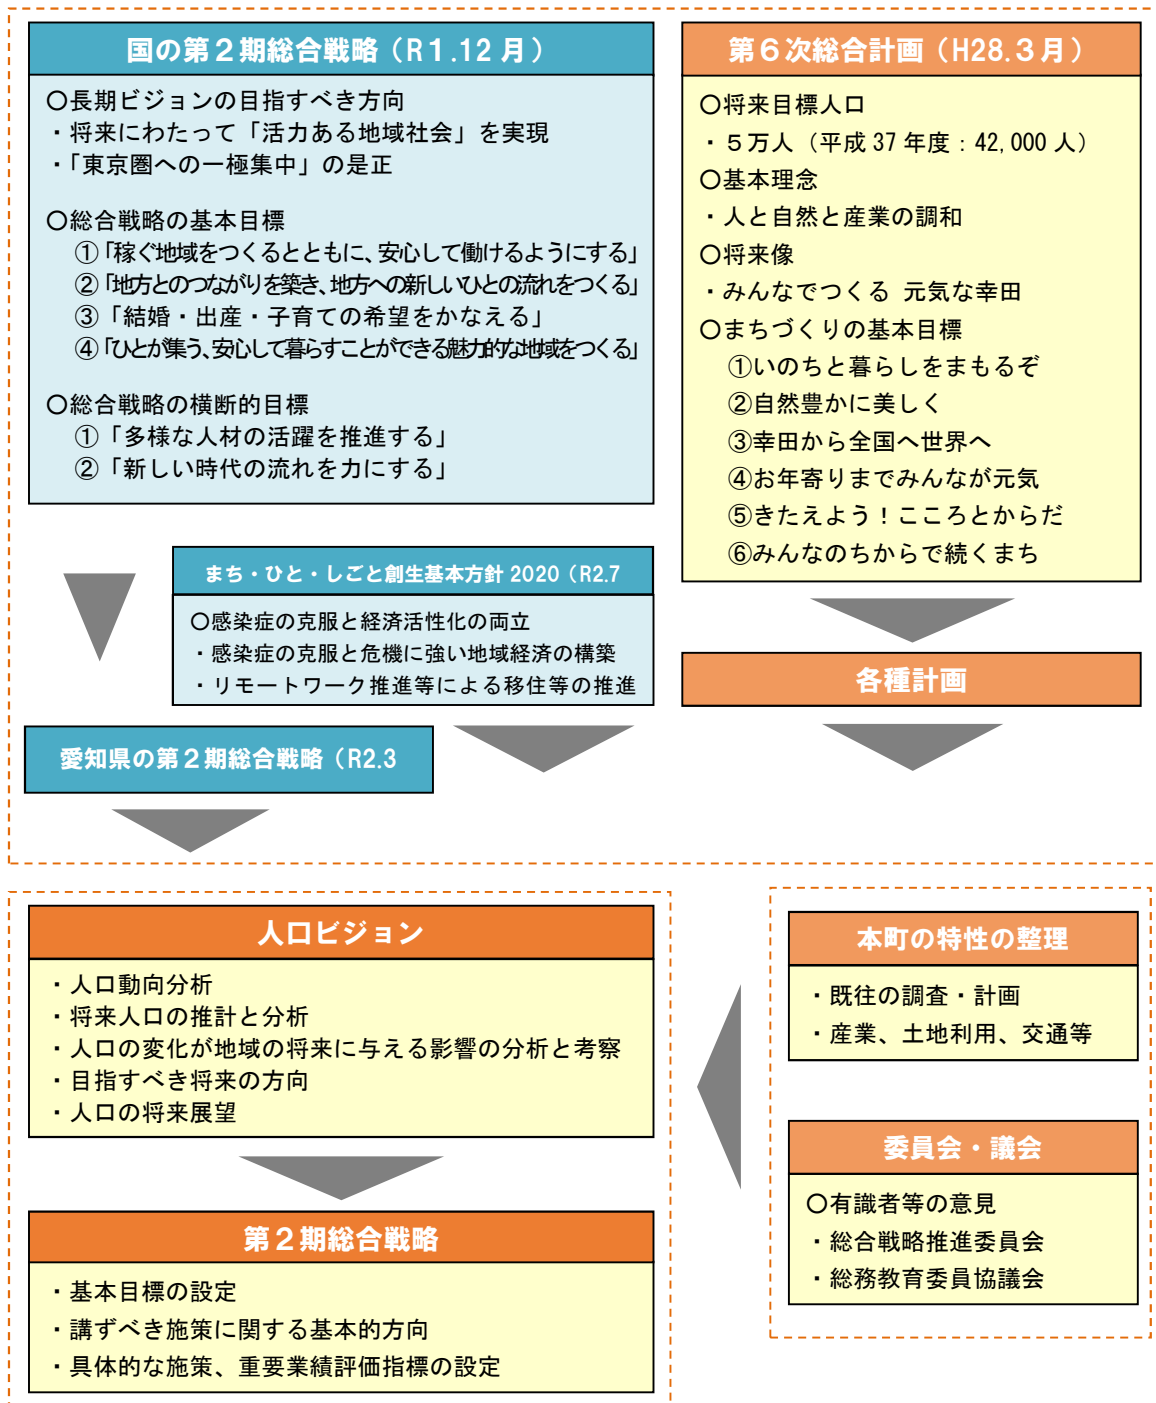 国の第２期総合戦略（R１.12月）
〇長期ビジョンの目指すべき方向
・将来にわたって「活力ある地域社会」を実現
・「東京圏への一極集中」の是正
〇総合戦略の基本目標
①「稼ぐ地域をつくるとともに、安心して働けるようにする」
②「地方とのつながりを築き、地方への新しいひとの流れをつくる」
③「結婚・出産・子育ての希望をかなえる」
④「ひとが集う、安心して暮らすことができる魅力的な地域をつくる」
〇総合戦略の横断的目標
①「多様な人材の活躍を推進する」
②「新しい時代の流れを力にする」
まち・ひと・しごと創生基本方針 2020（R2.7
〇感染症の克服と経済活性化の両立
・感染症の克服と危機に強い地域経済の構築
・リモートワーク推進等による移住等の推進
愛知県の第２期総合戦略（R2.3
第６次総合計画（H28.３月）
〇将来目標人口
・５万人（平成 37 年度：42,000 人）
〇基本理念
・人と自然と産業の調和
〇将来像
・みんなでつくる 元気な幸田
〇まちづくりの基本目標
①いのちと暮らしをまもるぞ
②自然豊かに美しく
③幸田から全国へ世界へ
④お年寄りまでみんなが元気
⑤きたえよう！こころとからだ
⑥みんなのちからで続くまち
各種計画
人口ビジョン
・人口動向分析
・将来人口の推計と分析
・人口の変化が地域の将来に与える影響の分析と考察
・目指すべき将来の方向
・人口の将来展望
第２期総合戦略
・基本目標の設定
・講ずべき施策に関する基本的方向
・具体的な施策、重要業績評価指標の設定
本町の特性の整理
・既往の調査・計画
・産業、土地利用、交通等
委員会・議会
〇有識者等の意見
・総合戦略推進委員会
・総務教育委員協議会